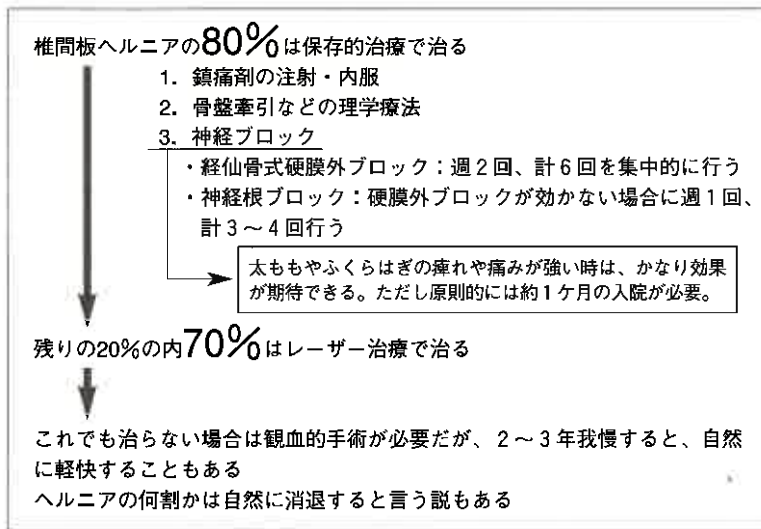 椎間板ヘルニアの80%は保存的治療で治る
1. 鎮痛剤の注射・内服
2. 骨盤牽引などの理学療法
3. 神経ブロック
・経仙骨式硬膜外ブロック：週2回、計6回を集中的に行う
・神経根ブロック：硬膜外ブロックが効かない場合に週1回、
計3～4回行う
太ももやふくらはぎの痺れや痛みが強い時は、かなり効果
が期待できる。ただし原則的には約1ケ月の入院が必要。
残りの20%の内70%はレーザー治療で治る
これでも治らない場合は観血的手術が必要だが、2～3年我慢すると、自然
に軽快することもある
ヘルニアの何割かは自然に消退すると言う説もある